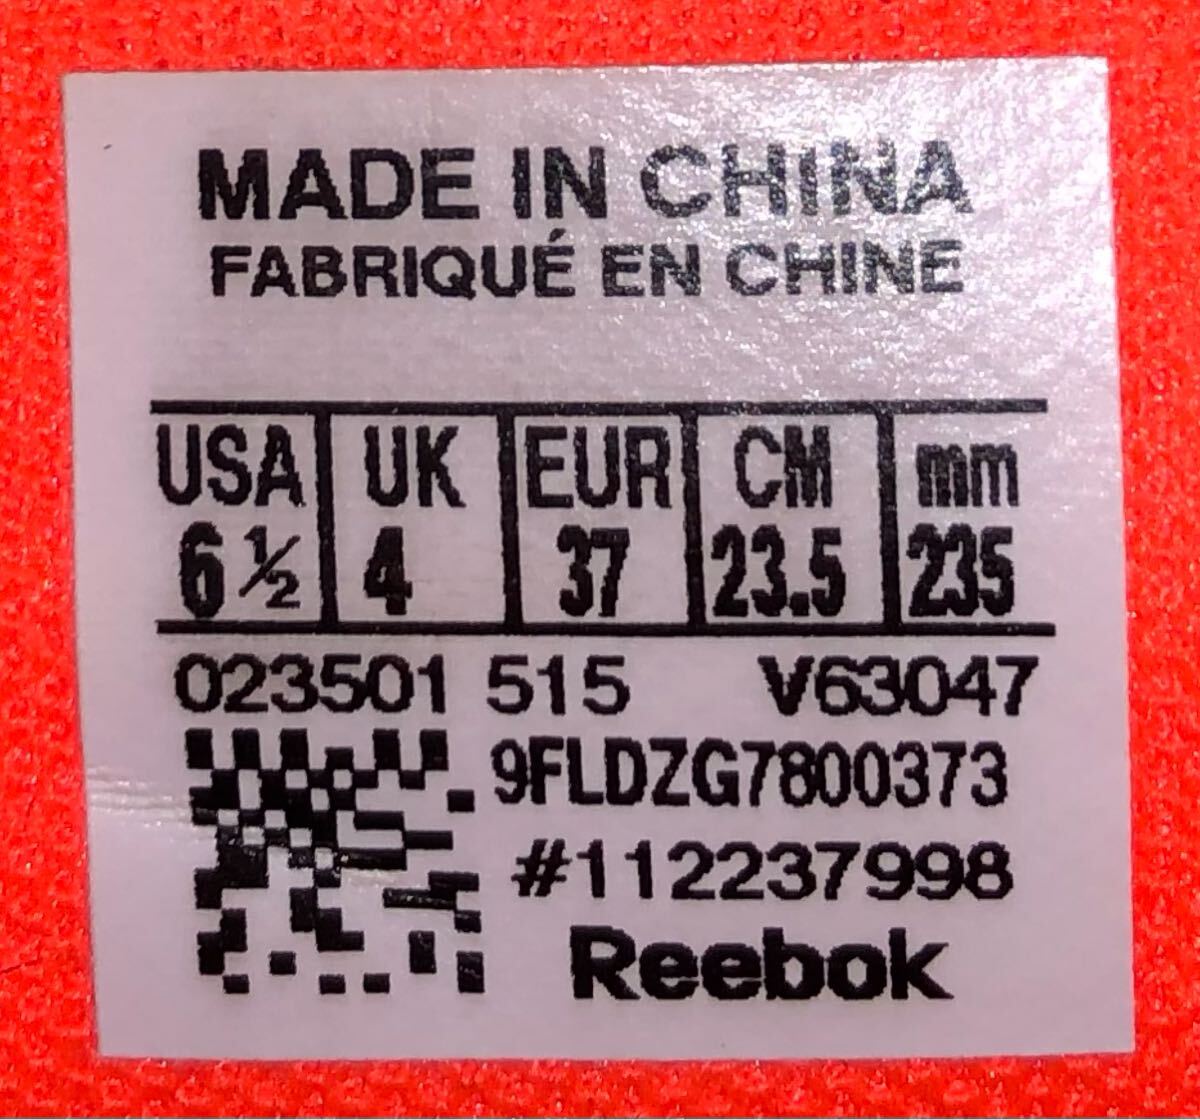 MADE IN CHINA
FABRIQUÉ EN CHINE
USA UK EUR CM mm
6 ½ 4 37 23.5 235
023501 515 V63047
9FLDZG7800373
#112237998
Reebok